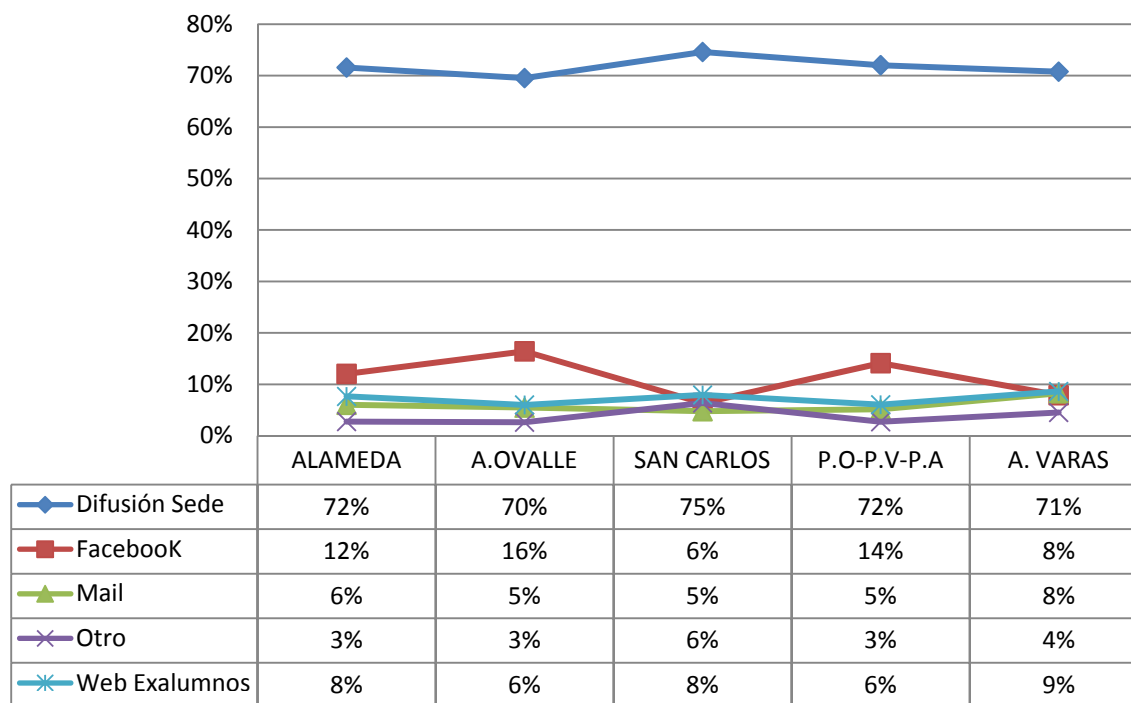 80%
70%
60%
50%
40%
30%
20%
10%
0%
ALAMEDA A.OVALLE SAN CARLOS P.O-P.V-P.A A. VARAS
Difusión Sede 72% 70% 75% 72% 71%
FacebooK 12% 16% 6% 14% 8%
Mail 6% 5% 5% 5% 8%
Otro 3% 3% 6% 3% 4%
Web Exalumnos 8% 6% 8% 6% 9%